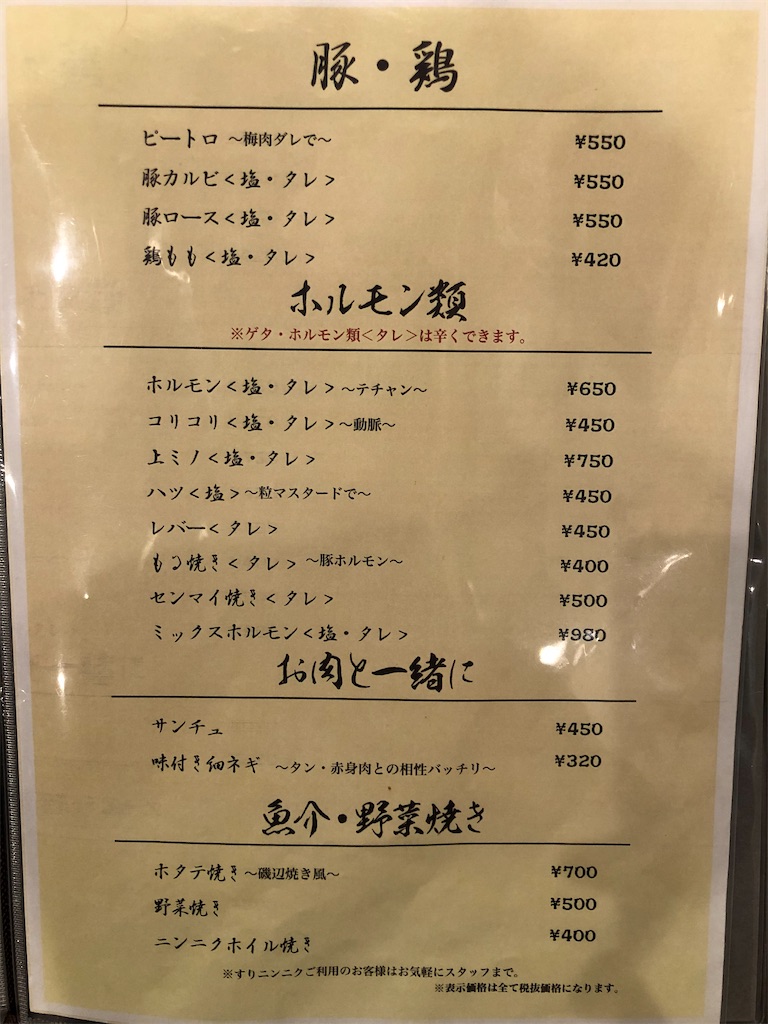 豚・鶏
ピートロ ～梅肉ダレで～ ¥550
豚カルビ＜塩・タレ＞ ¥550
豚ロース＜塩・タレ＞ ¥550
鶏もも＜塩・タレ＞ ¥420
ホルモン類
※ゲタ・ホルモン類＜タレ＞は辛くできます。
ホルモン＜塩・タレ＞～テチャン～ ¥650
コリコリ＜塩・タレ＞～動脈～ ¥450
上ミノ＜塩・タレ＞ ¥750
ハツ＜塩＞～粒マスタードで～ ¥450
レバー＜タレ＞ ¥450
もつ焼き＜タレ＞ ～豚ホルモン～ ¥400
センマイ焼き＜タレ＞ ¥500
ミックスホルモン＜塩・タレ＞ ¥980
お肉と一緒に
サンチュ ¥450
味付き細ネギ ～タン・赤身肉との相性バッチリ～ ¥320
魚介・野菜焼き
ホタテ焼き～磯辺焼き風～ ¥700
野菜焼き ¥500
ニンニクホイル焼き ¥400
※すりニンニクご利用のお客様はお気軽にスタッフまで。
※表示価格は全て税抜価格になります。